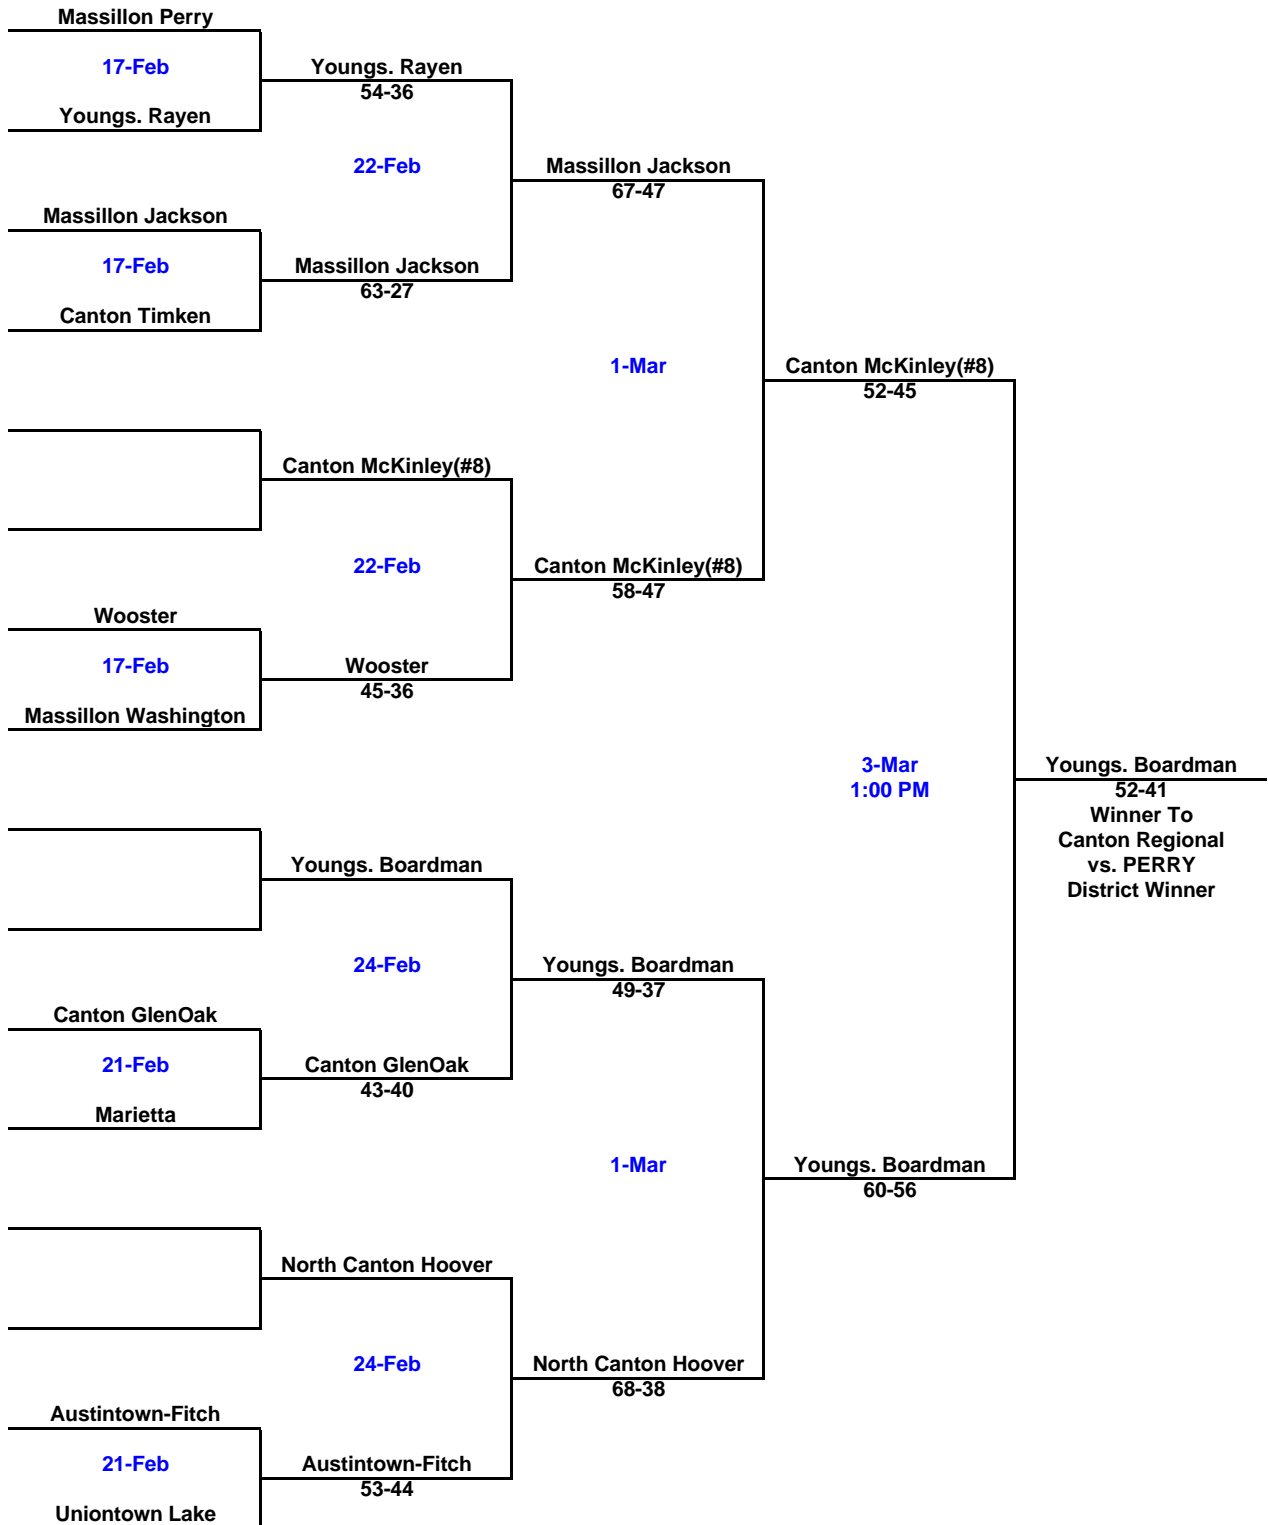 Massillon Perry
17-Feb
Youngs. Rayen
54-36
Youngs. Rayen
22-Feb
Massillon Jackson
67-47
Massillon Jackson
17-Feb
Massillon Jackson
63-27
Canton Timken
1-Mar
Canton McKinley(#8)
52-45
Canton McKinley(#8)
22-Feb
Canton McKinley(#8)
58-47
Wooster
17-Feb
Wooster
45-36
Massillon Washington
3-Mar
1:00 PM
Youngs. Boardman
52-41
Winner To
Canton Regional
vs. PERRY
District Winner
Youngs. Boardman
24-Feb
Youngs. Boardman
49-37
Canton GlenOak
21-Feb
Canton GlenOak
43-40
Marietta
1-Mar
Youngs. Boardman
60-56
North Canton Hoover
24-Feb
North Canton Hoover
68-38
Austintown-Fitch
21-Feb
Austintown-Fitch
53-44
Uniontown Lake